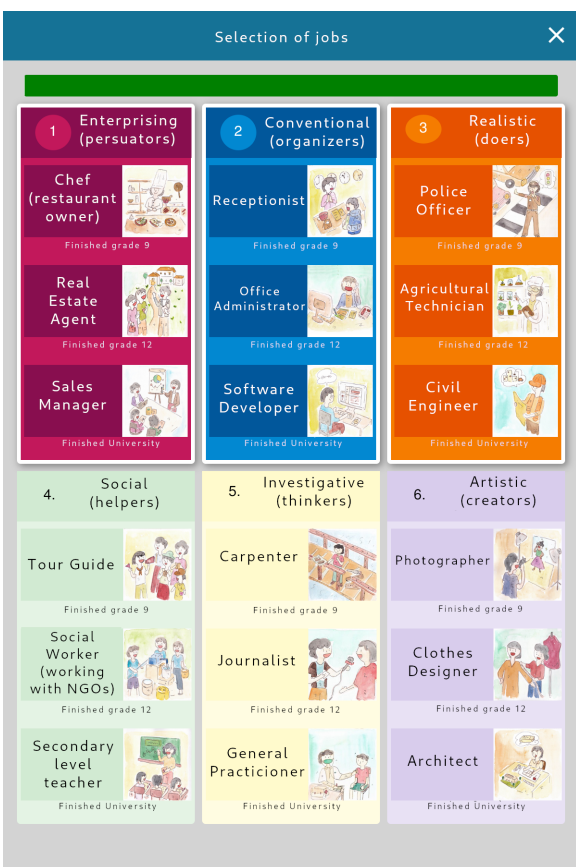 Selection of jobs
1
Enterprising
(persuators)
Chef
(restaurant
owner)
Finished grade 9
Real
Estate
Agent
Finished grade 12
Sales
Manager
Finished University
2
Conventional
(organizers)
Receptionist
Finished grade 9
Office
Administrator
Finished grade 12
Software
Developer
Finished University
3
Realistic
(doers)
Police
Officer
Finished grade 9
Agricultural
Technician
Finished grade 12
Civil
Engineer
Finished University
4.
Social
(helpers)
Tour Guide
Finished grade 9
Social
Worker
(working
with NGOs)
Finished grade 12
Secondary
level
teacher
Finished University
5.
Investigative
(thinkers)
Carpenter
Finished grade 9
Journalist
Finished grade 12
General
Practicioner
Finished University
6.
Artistic
(creators)
Photographer
Finished grade 9
Clothes
Designer
Finished grade 12
Architect
Finished University